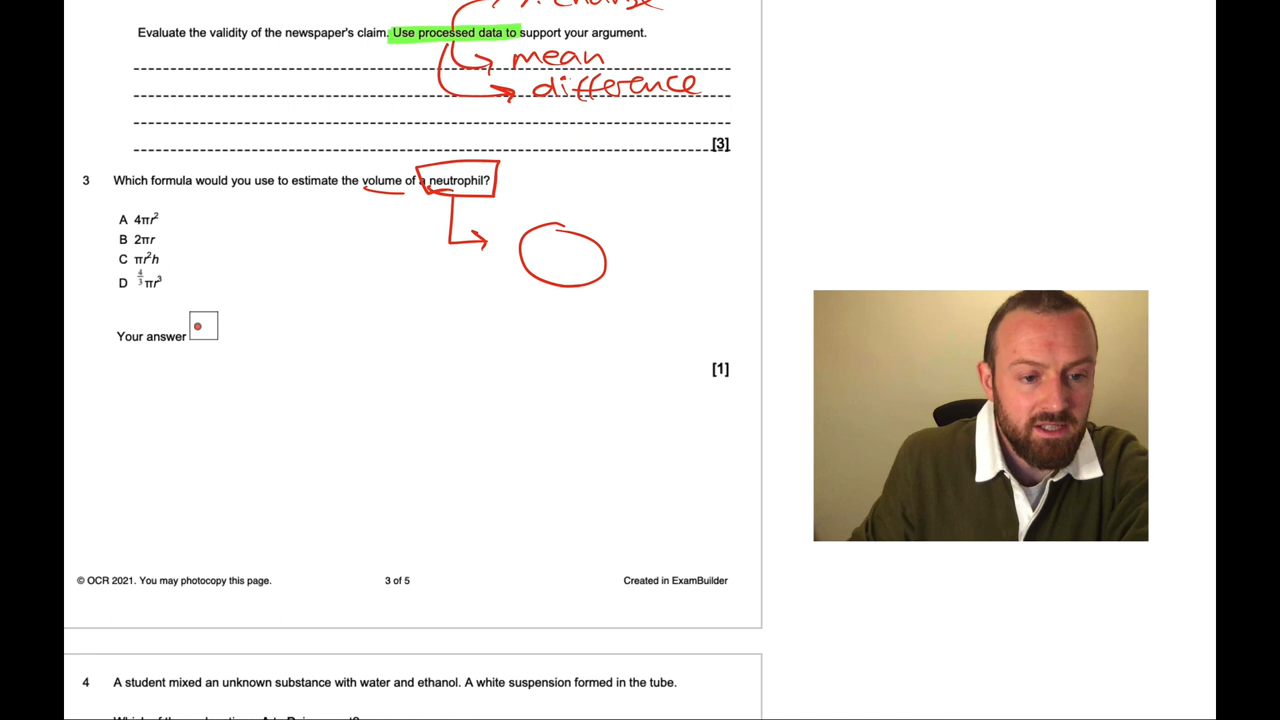 Evaluate the validity of the newspaper's claim. Use processed data to support your argument.
mean
difference
[3]
3 Which formula would you use to estimate the volume of a neutrophil?
A 4πr²
B 2πr
C πr²h
D 4/3 πr³
Your answer
[1]
© OCR 2021. You may photocopy this page. 3 of 5 Created in ExamBuilder
4 A student mixed an unknown substance with water and ethanol. A white suspension formed in the tube.